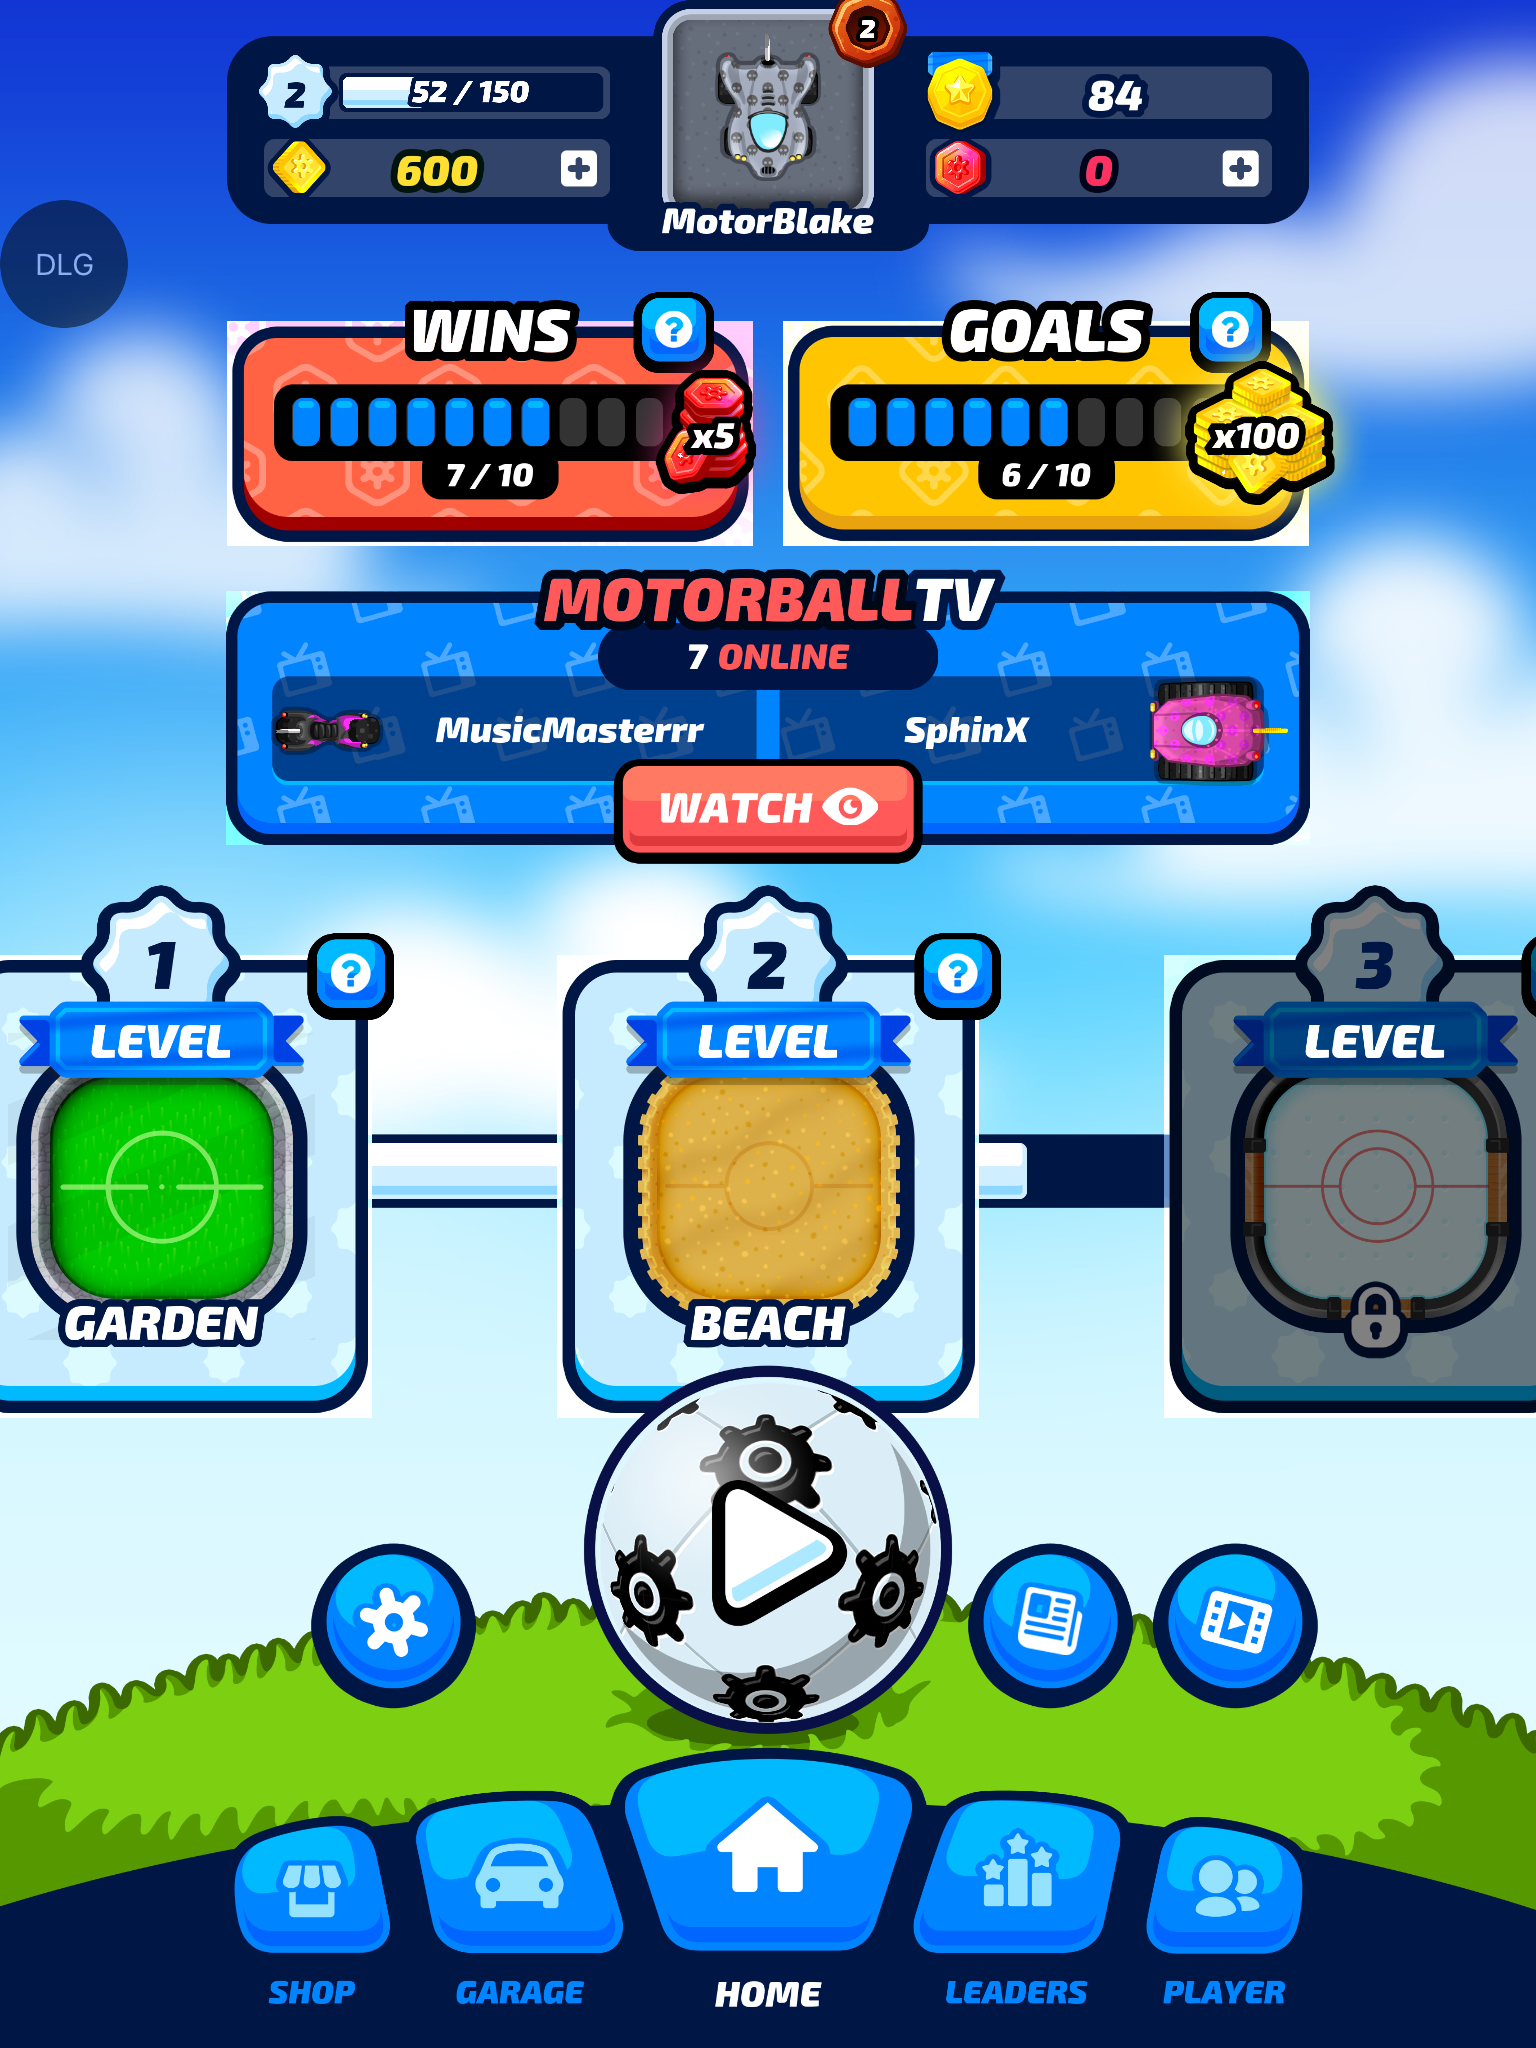 2
2
52 / 150
84
600
0
MotorBlake
DLG
WINS
GOALS
x5
x100
7 / 10
6 / 10
MOTORBALLTV
7 ONLINE
MusicMasterrr
SphinX
WATCH
1
2
3
LEVEL
LEVEL
LEVEL
GARDEN
BEACH
SHOP
GARAGE
HOME
LEADERS
PLAYER